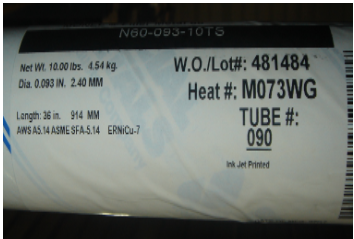 N60-093-10TS
Net Wt. 10.00 lbs. 4.54 kg.
Dia. 0.093 IN. 2.40 MM
Length: 36 in. 914 MM
AWS A5.14 ASME SFA-5.14 ERNiCu-7
W.O./Lot#: 481484
Heat #: M073WG
TUBE #:
090
Ink Jet Printed